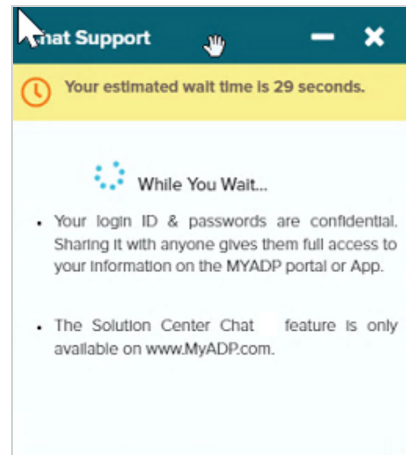 hat Support
Your estimated wait time is 29 seconds.
While You Wait...
• Your login ID & passwords are confidential.
Sharing it with anyone gives them full access to
your information on the MYADP portal or App.
• The Solution Center Chat feature is only
available on www.MyADP.com.